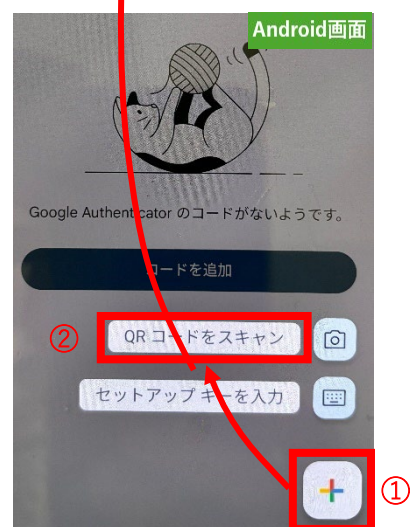 Android画面
Google Authenticator のコードがないようです。
コードを追加
② QR コードをスキャン
セットアップ キーを入力
①